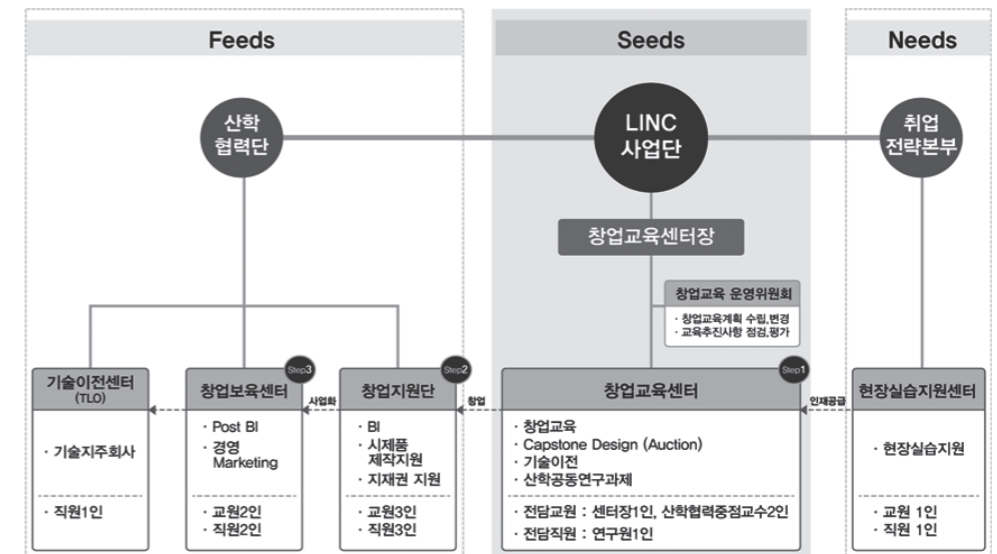 Feeds
Seeds
Needs
산학
협력단
LINC
사업단
취업
전략본부
창업교육센터장
창업교육 운영위원회
· 창업교육계획 수립,변경
· 교육추진사항 점검,평가
기술이전센터
(TLO)
· 기술지주회사
· 직원1인
Step3
창업보육센터
· Post BI
· 경영
Marketing
· 교원2인
· 직원2인
사업화
Step2
창업지원단
· BI
· 시제품
제작지원
· 지재권 지원
· 교원3인
· 직원3인
창업
Step1
창업교육센터
· 창업교육
· Capstone Design (Auction)
· 기술이전
· 산학공동연구과제
· 전담교원 : 센터장1인, 산학협력중점교수2인
· 전담직원 : 연구원1인
인재공급
현장실습지원센터
· 현장실습지원
· 교원 1인
· 직원 1인